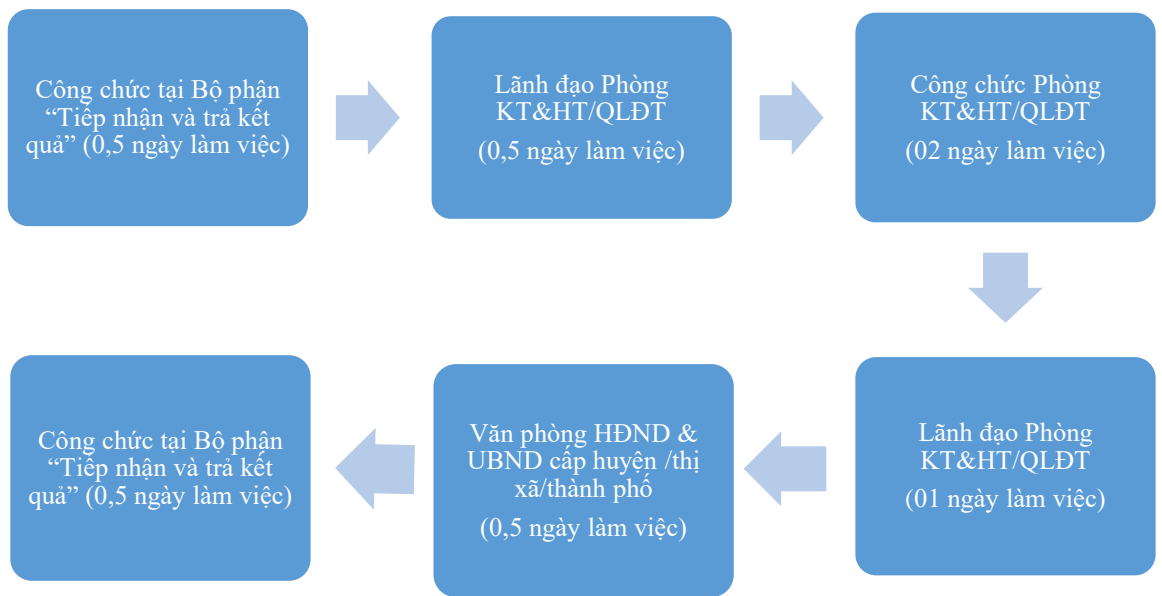 Công chức tại Bộ phận
“Tiếp nhận và trả kết
quả” (0,5 ngày làm việc)
Lãnh đạo Phòng
KT&HT/QLĐT
(0,5 ngày làm việc)
Công chức Phòng
KT&HT/QLĐT
(02 ngày làm việc)
Lãnh đạo Phòng
KT&HT/QLĐT
(01 ngày làm việc)
Văn phòng HĐND &
UBND cấp huyện /thị
xã/thành phố
(0,5 ngày làm việc)
Công chức tại Bộ phận
“Tiếp nhận và trả kết
quả” (0,5 ngày làm việc)